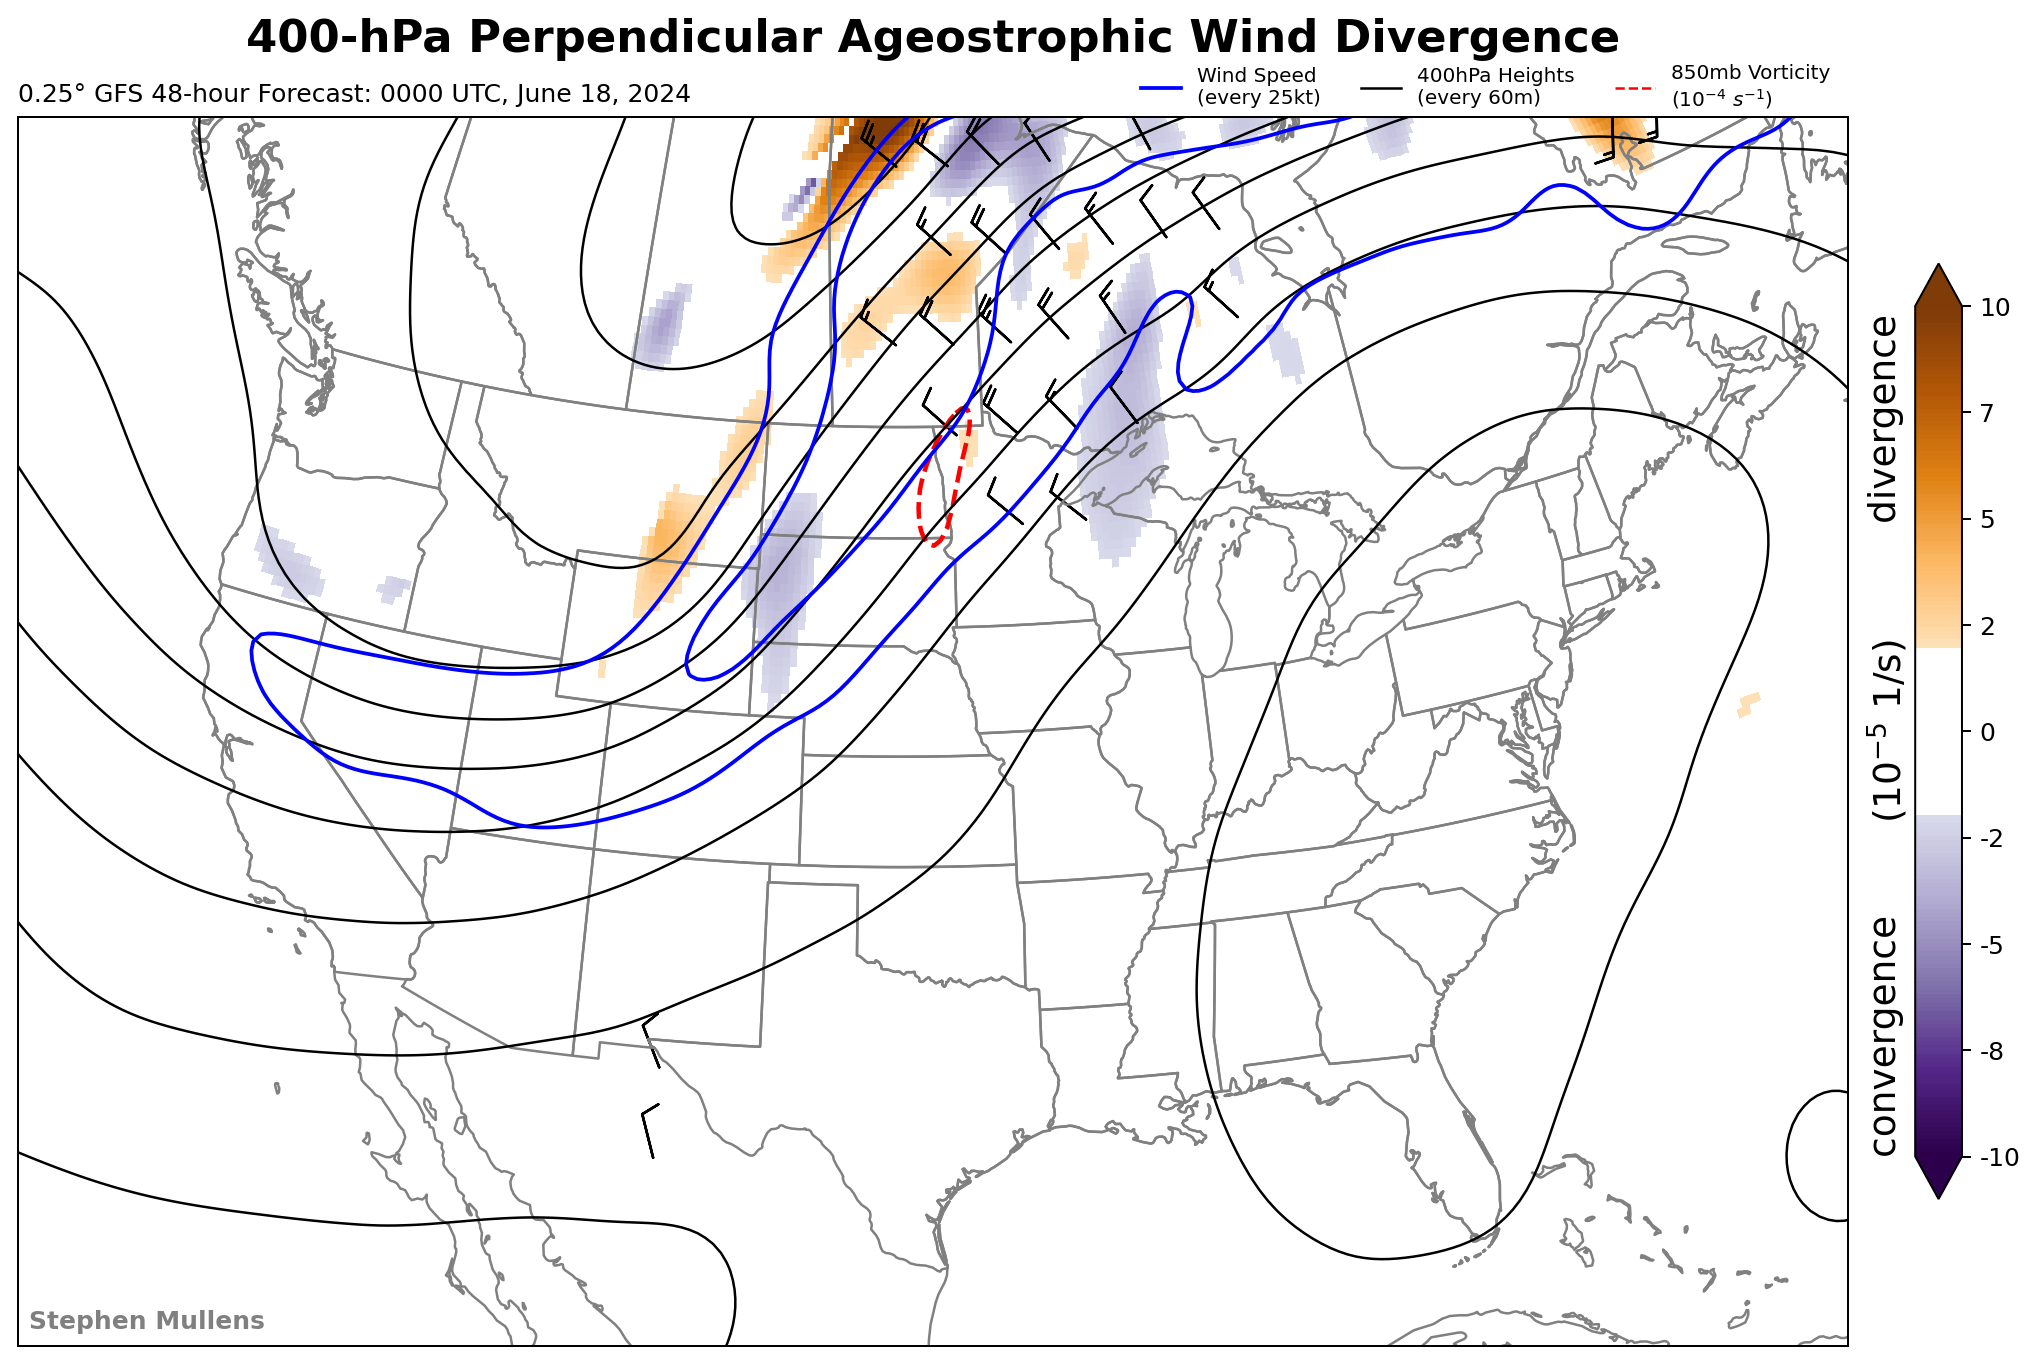 400-hPa Perpendicular Ageostrophic Wind Divergence
0.25° GFS 48-hour Forecast: 0000 UTC, June 18, 2024
Wind Speed
(every 25kt)
400hPa Heights
(every 60m)
850mb Vorticity
(10⁻⁴ s⁻¹)
10
7
5
2
0
-2
-5
-8
-10
convergence (10⁻⁵ 1/s) divergence
Stephen Mullens